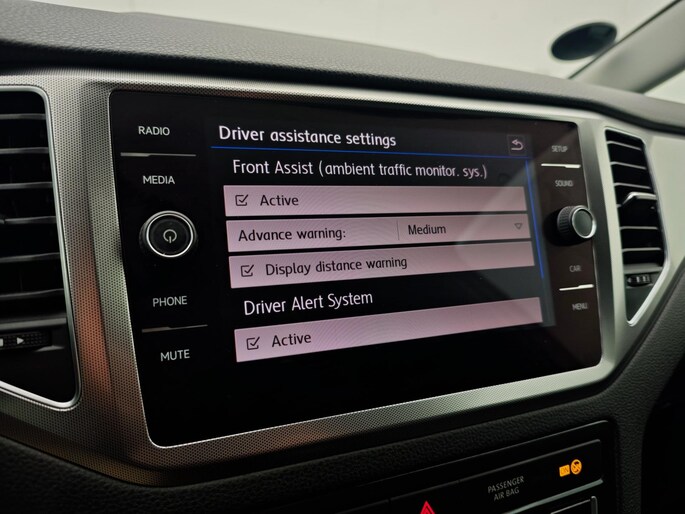 RADIO
MEDIA
PHONE
MUTE
Driver assistance settings
Front Assist (ambient traffic monitor. sys.)
Active
Advance warning: Medium
Display distance warning
Driver Alert System
Active
SETUP
SOUND
CAR
MENU
PASSENGER
AIR BAG